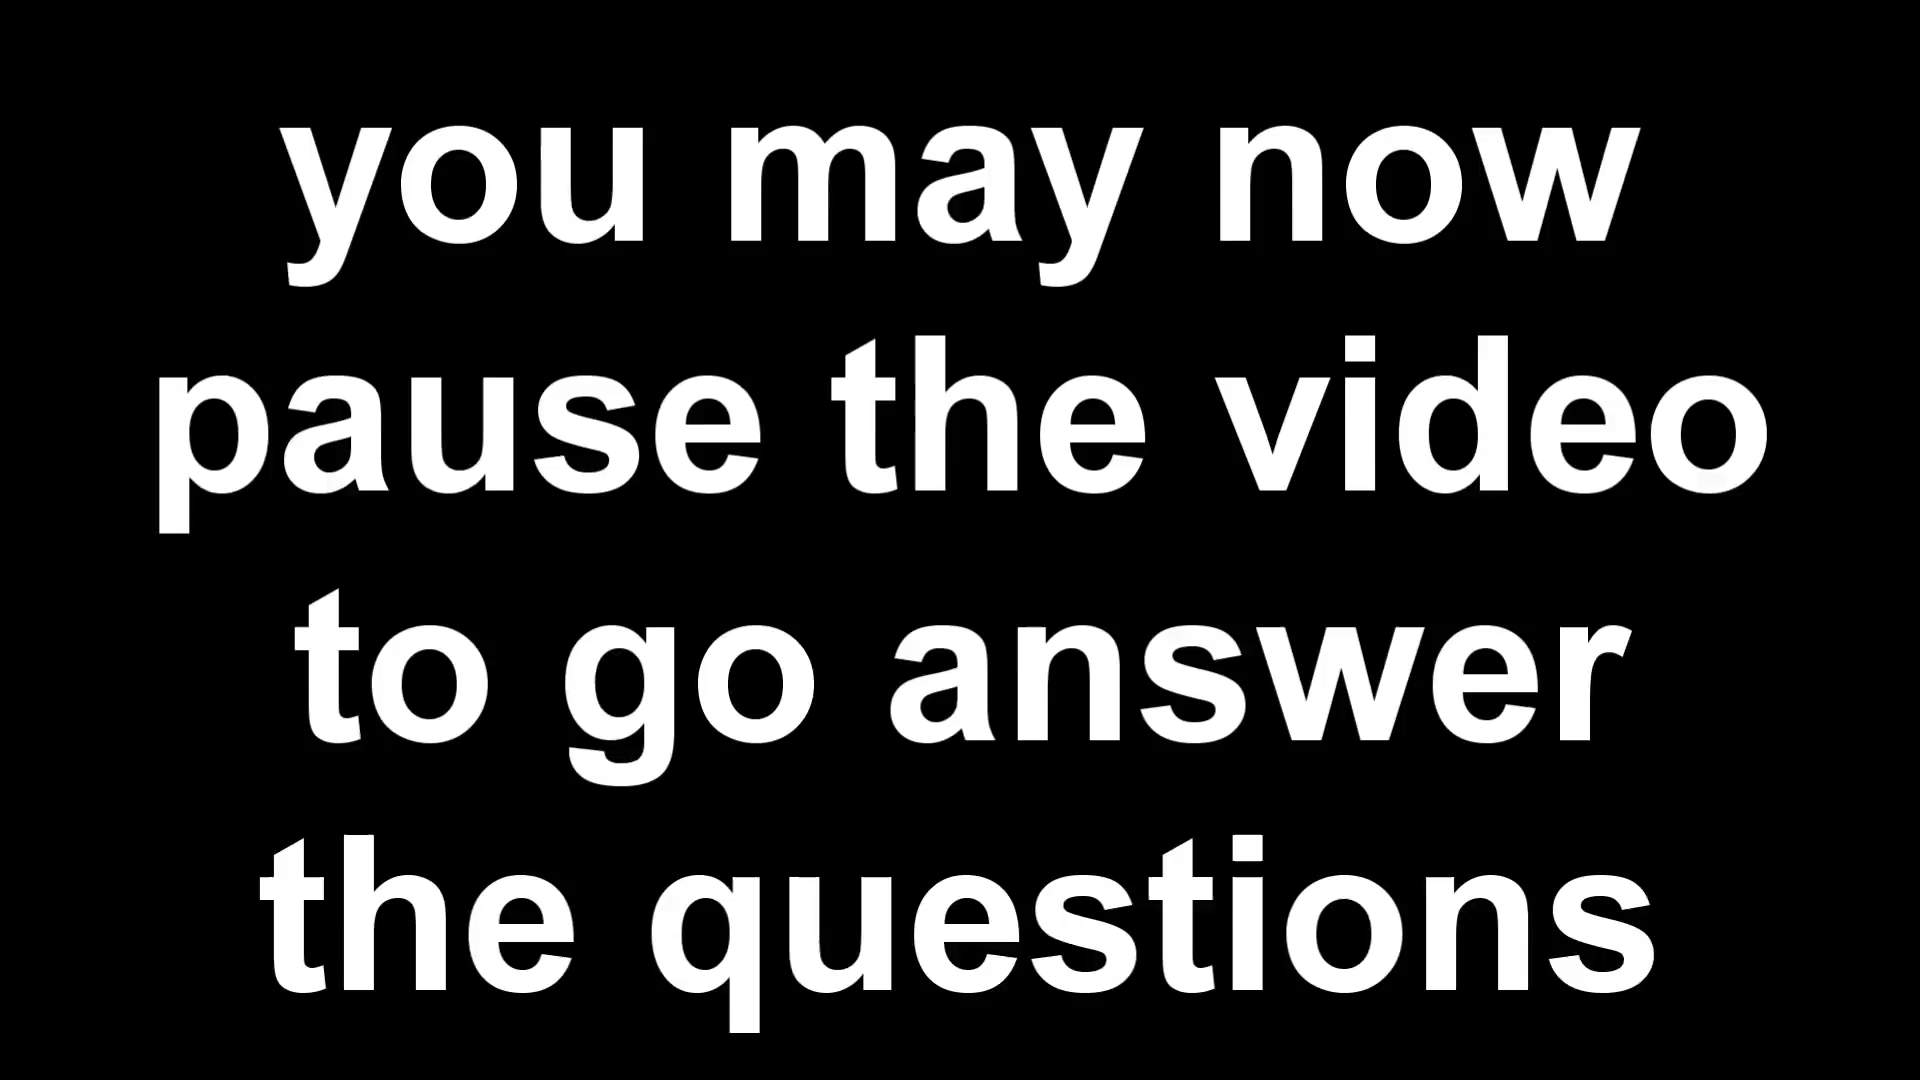 you may now
pause the video
to go answer
the questions